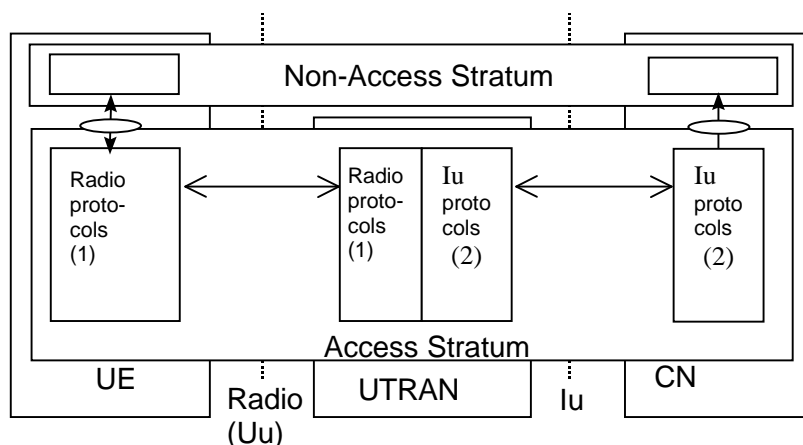 Non-Access Stratum
Radio
proto-
cols
(1)
Radio
proto-
cols
(1)
Iu
proto
cols
(2)
Iu
proto
cols
(2)
Access Stratum
UE
Radio
(Uu)
UTRAN
Iu
CN